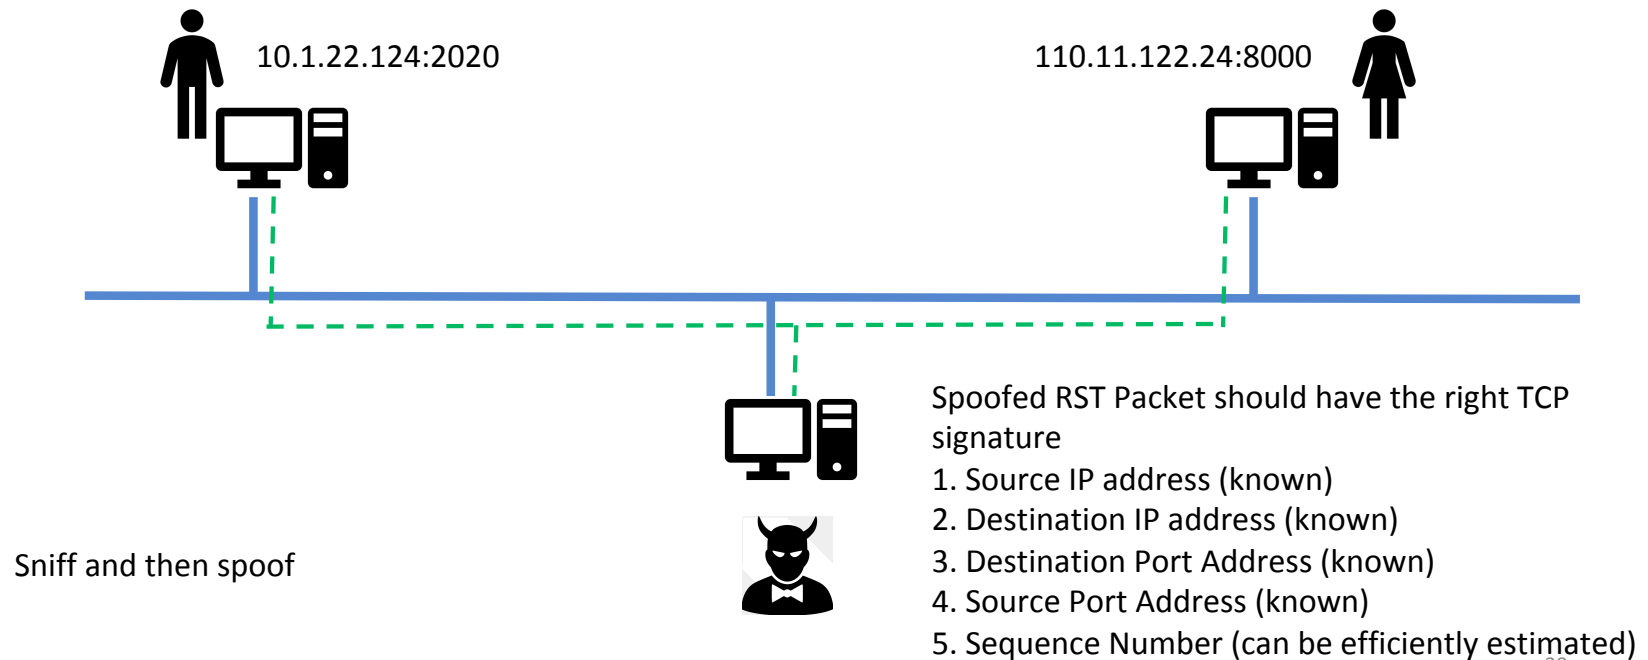 10.1.22.124:2020
110.11.122.24:8000
Spoofed RST Packet should have the right TCP
signature
1. Source IP address (known)
2. Destination IP address (known)
3. Destination Port Address (known)
4. Source Port Address (known)
5. Sequence Number (can be efficiently estimated)
Sniff and then spoof